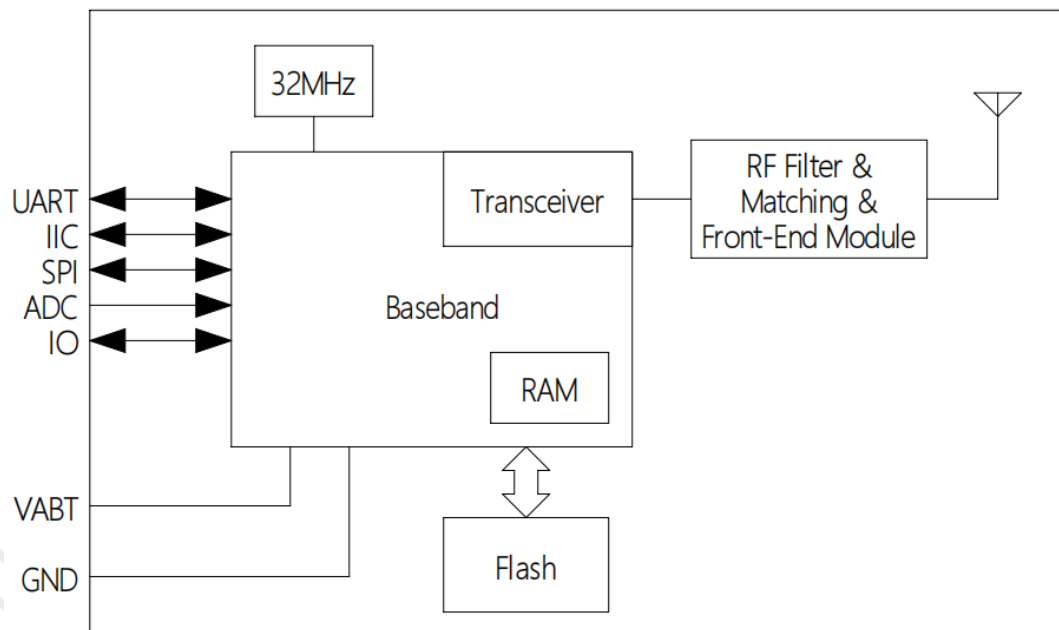 32MHz
UART
IIC
SPI
ADC
IO
Transceiver
RF Filter &
Matching &
Front-End Module
Baseband
RAM
VABT
GND
Flash